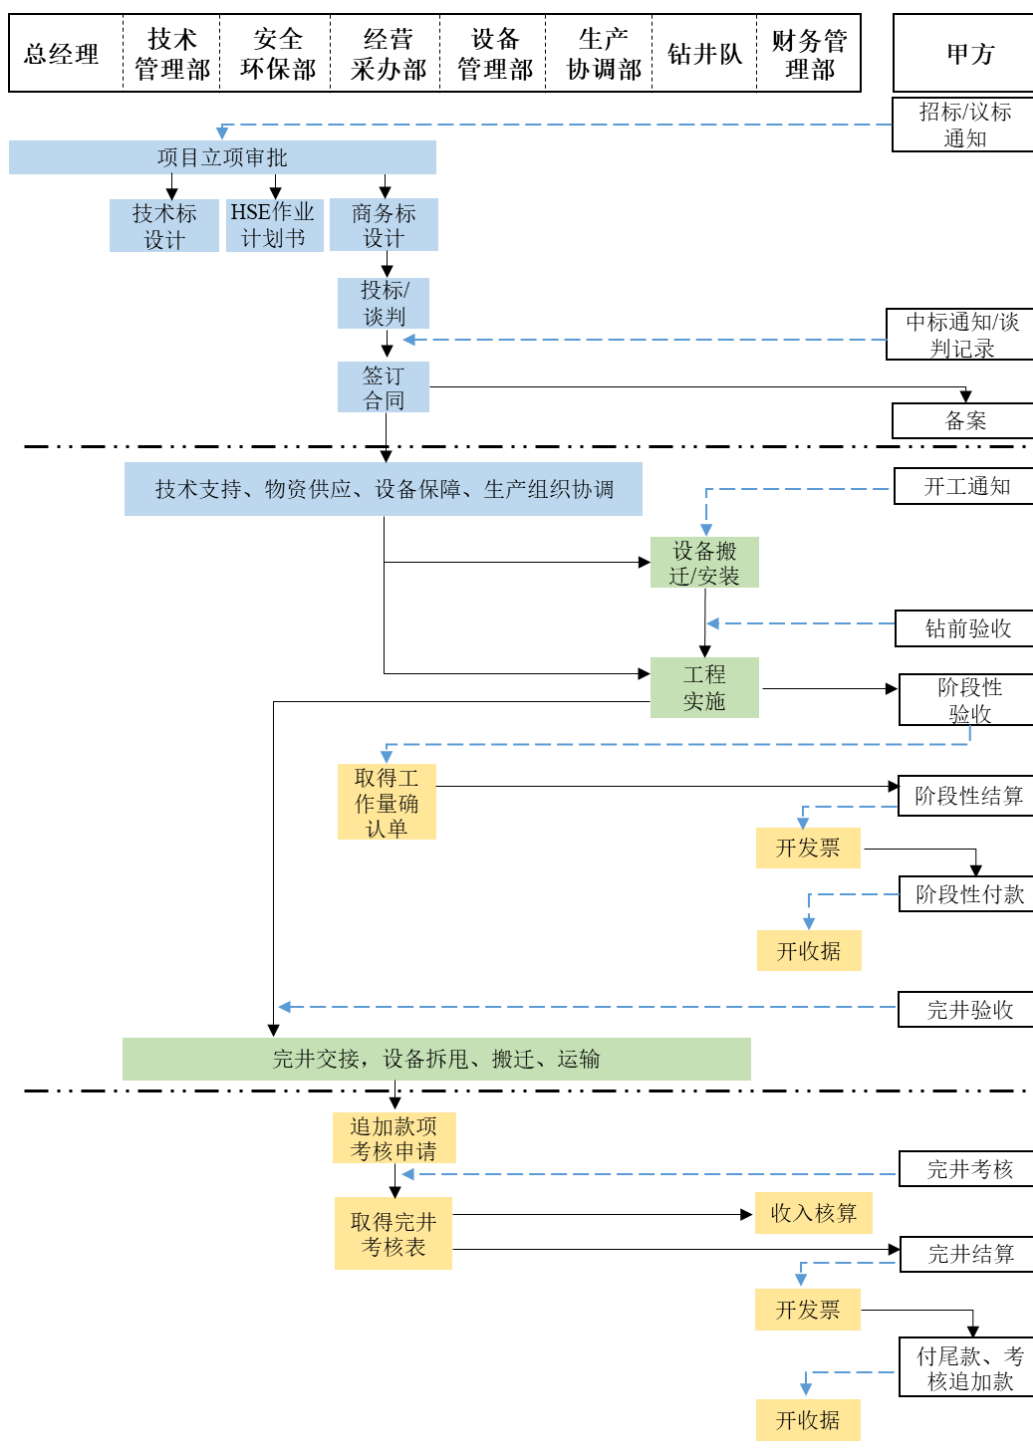 总经理
技术
管理部
安全
环保部
经营
采办部
设备
管理部
生产
协调部
钻井队
财务管
理部
甲方
招标/议标
通知
项目立项审批
技术标
设计
HSE作业
计划书
商务标
设计
投标/
谈判
中标通知/谈
判记录
签订
合同
备案
技术支持、物资供应、设备保障、生产组织协调
开工通知
设备搬
迁/安装
钻前验收
工程
实施
阶段性
验收
取得工
作量确
认单
阶段性结算
开发票
阶段性付款
开收据
完井验收
完井交接，设备拆甩、搬迁、运输
追加款项
考核申请
完井考核
取得完井
考核表
收入核算
完井结算
开发票
付尾款、考
核追加款
开收据